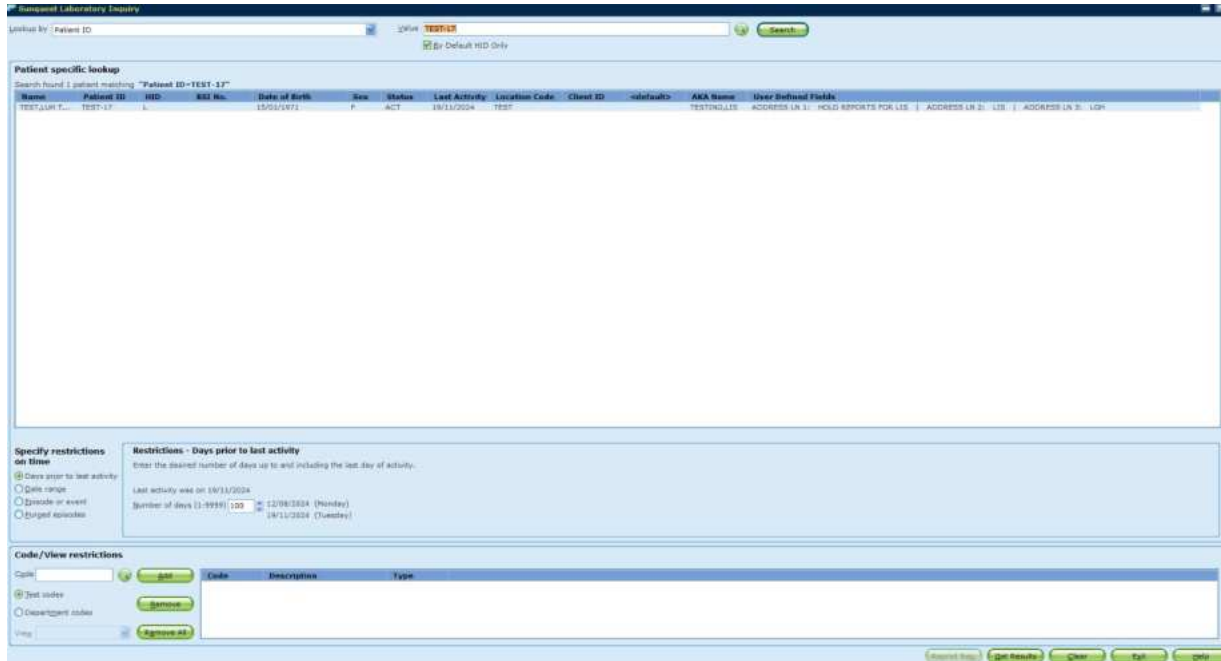 Sunquest Laboratory Inquiry
Lookup by Patient ID Value TEST-17 Search
By Default HID Only
Patient specific lookup
Search found 1 patient matching "Patient ID=TEST-17"
Name Patient ID HID Date of Birth Sex Status Last Activity Location Code Client ID <default> AKA Name User Defined Fields
TEST,LUH T... TEST-17 L 15/01/1971 F ACT 19/11/2024 TEST TESTING,LIS ADDRESS LN 1: HOLD REPORTS FOR LIS | ADDRESS LN 2: LIS | ADDRESS LN 3: LGH
Specify restrictions on time
Days prior to last activity
Date range
Episode or event
Purged episodes
Restrictions - Days prior to last activity
Enter the desired number of days up to and including the last day of activity.
Last activity was on 19/11/2024
Number of days (1-9999) 100 12/08/2024 (Monday)
19/11/2024 (Tuesday)
Code/View restrictions
Code Add Code Description Type
Test codes
Remove
Department codes
View Remove All
Get Results Clear Exit Help